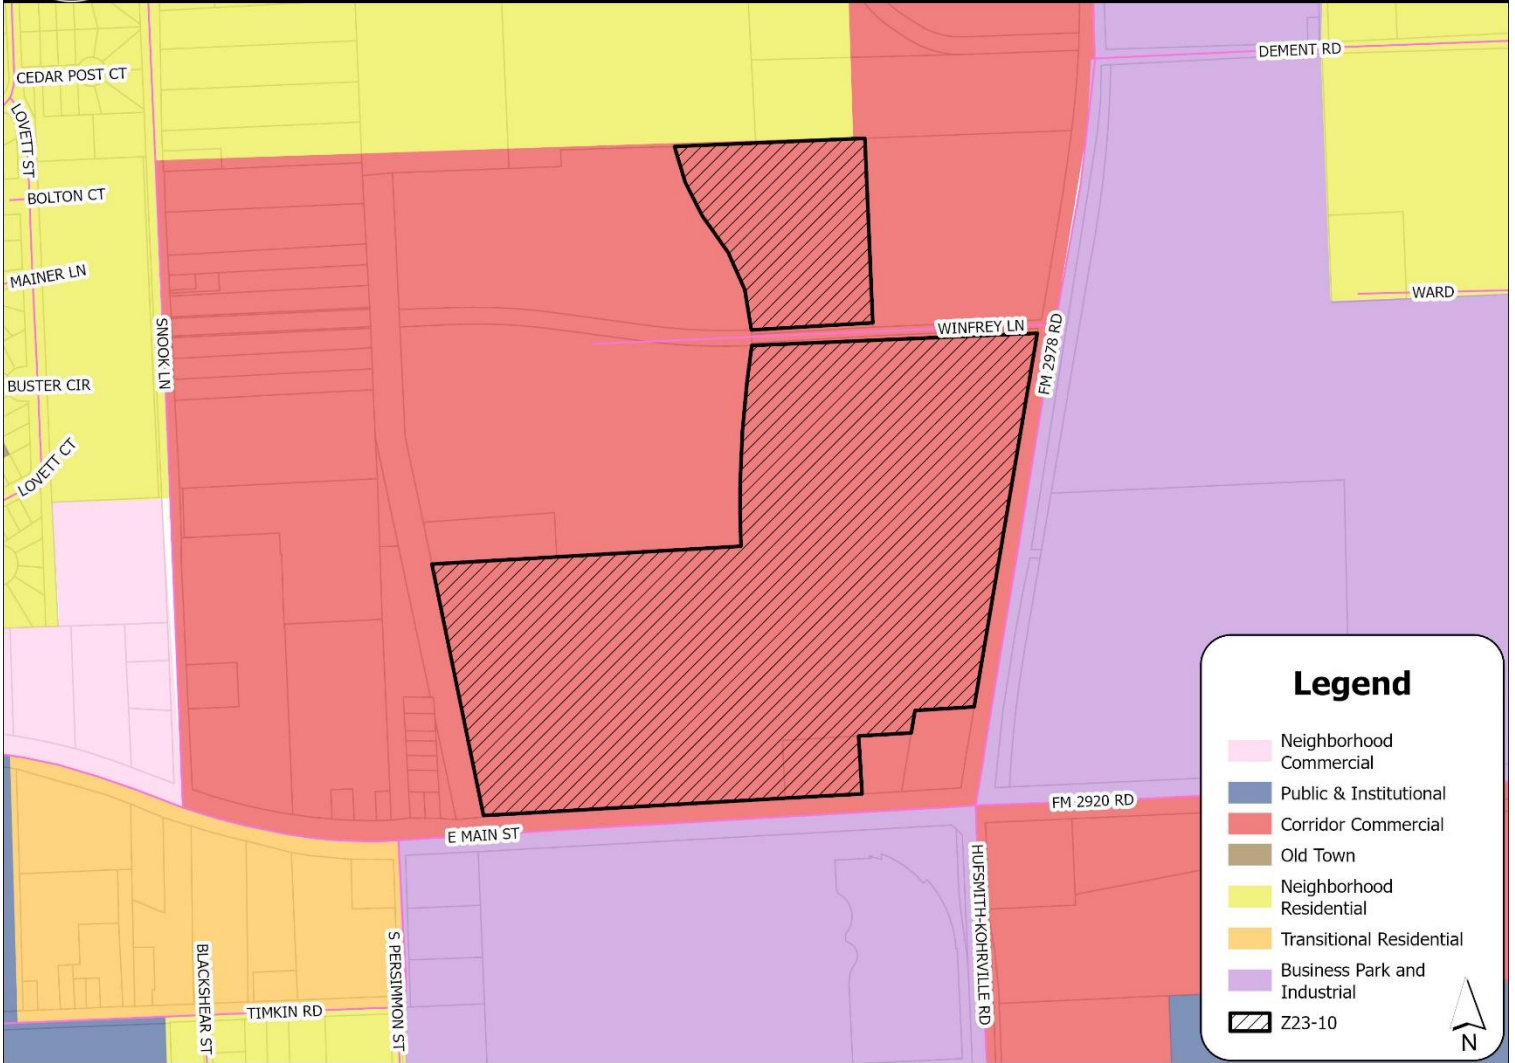 DEMENT RD
CEDAR POST CT
LOVETT ST
BOLTON CT
MAINER LN
WARD
SNOOK LN
WINFREY LN
FM 2978 RD
BUSTER CIR
LOVETT CT
E MAIN ST
FM 2920 RD
HUFSMITH-KOHRVILLE RD
S PERSIMMON ST
BLACKSHEAR ST
TIMKIN RD
Legend
Neighborhood
Commercial
Public & Institutional
Corridor Commercial
Old Town
Neighborhood
Residential
Transitional Residential
Business Park and
Industrial
Z23-10
N